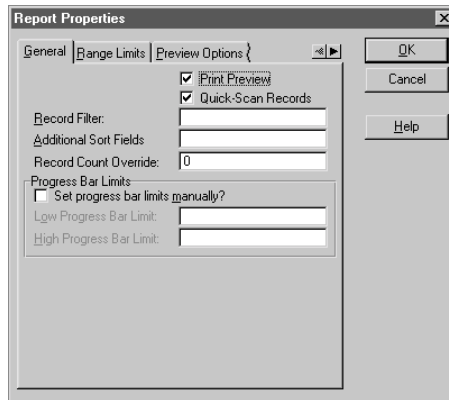 Report Properties
General Range Limits Preview Options
OK
Cancel
Help
Print Preview
Quick-Scan Records
Record Filter:
Additional Sort Fields
Record Count Override: 0
Progress Bar Limits
Set progress bar limits manually?
Low Progress Bar Limit:
High Progress Bar Limit: